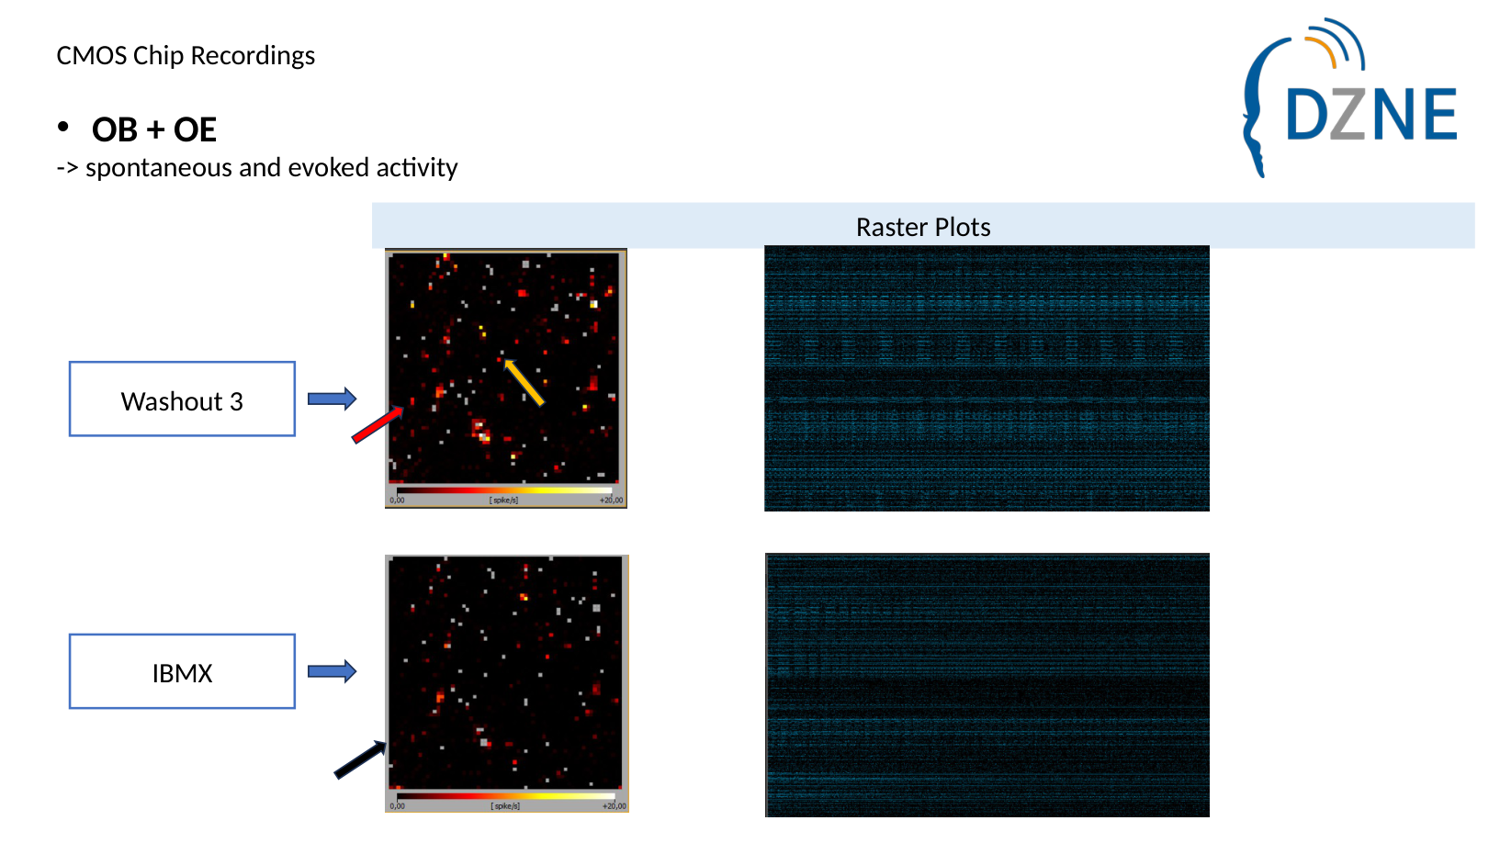 CMOS Chip Recordings
DZNE
• OB + OE
-> spontaneous and evoked activity
Raster Plots
Washout 3
0,00 [ spike/s] +20,00
IBMX
0,00 [ spike/s] +20,00